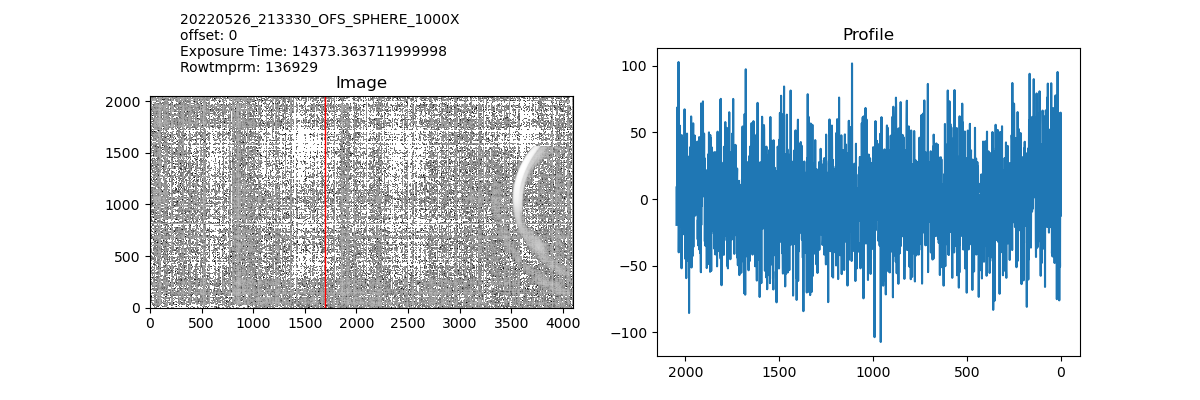 20220526_213330_OFS_SPHERE_1000X
offset: 0
Exposure Time: 14373.363711999998
Rowtmprm: 136929
Image
2000
1500
1000
500
0
0 500 1000 1500 2000 2500 3000 3500 4000
Profile
100
50
0
−50
−100
2000 1500 1000 500 0